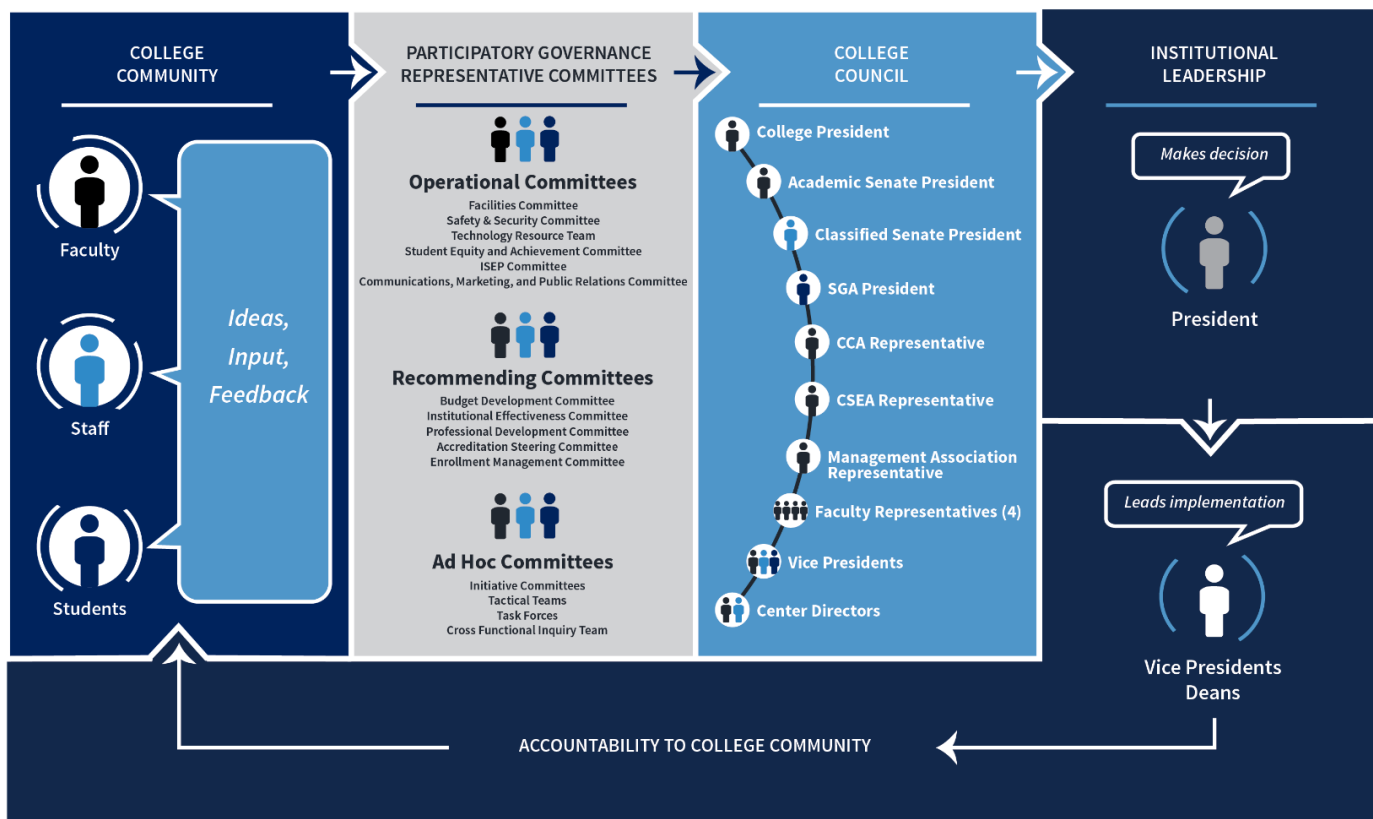 COLLEGE
COMMUNITY
Faculty
Staff
Students
Ideas,
Input,
Feedback
PARTICIPATORY GOVERNANCE
REPRESENTATIVE COMMITTEES
Operational Committees
Facilities Committee
Safety & Security Committee
Technology Resource Team
Student Equity and Achievement Committee
ISEP Committee
Communications, Marketing, and Public Relations Committee
Recommending Committees
Budget Development Committee
Institutional Effectiveness Committee
Professional Development Committee
Accreditation Steering Committee
Enrollment Management Committee
Ad Hoc Committees
Initiative Committees
Tactical Teams
Task Forces
Cross Functional Inquiry Team
COLLEGE
COUNCIL
College President
Academic Senate President
Classified Senate President
SGA President
CCA Representative
CSEA Representative
Management Association
Representative
Faculty Representatives (4)
Vice Presidents
Center Directors
INSTITUTIONAL
LEADERSHIP
Makes decision
President
Leads implementation
Vice Presidents
Deans
ACCOUNTABILITY TO COLLEGE COMMUNITY